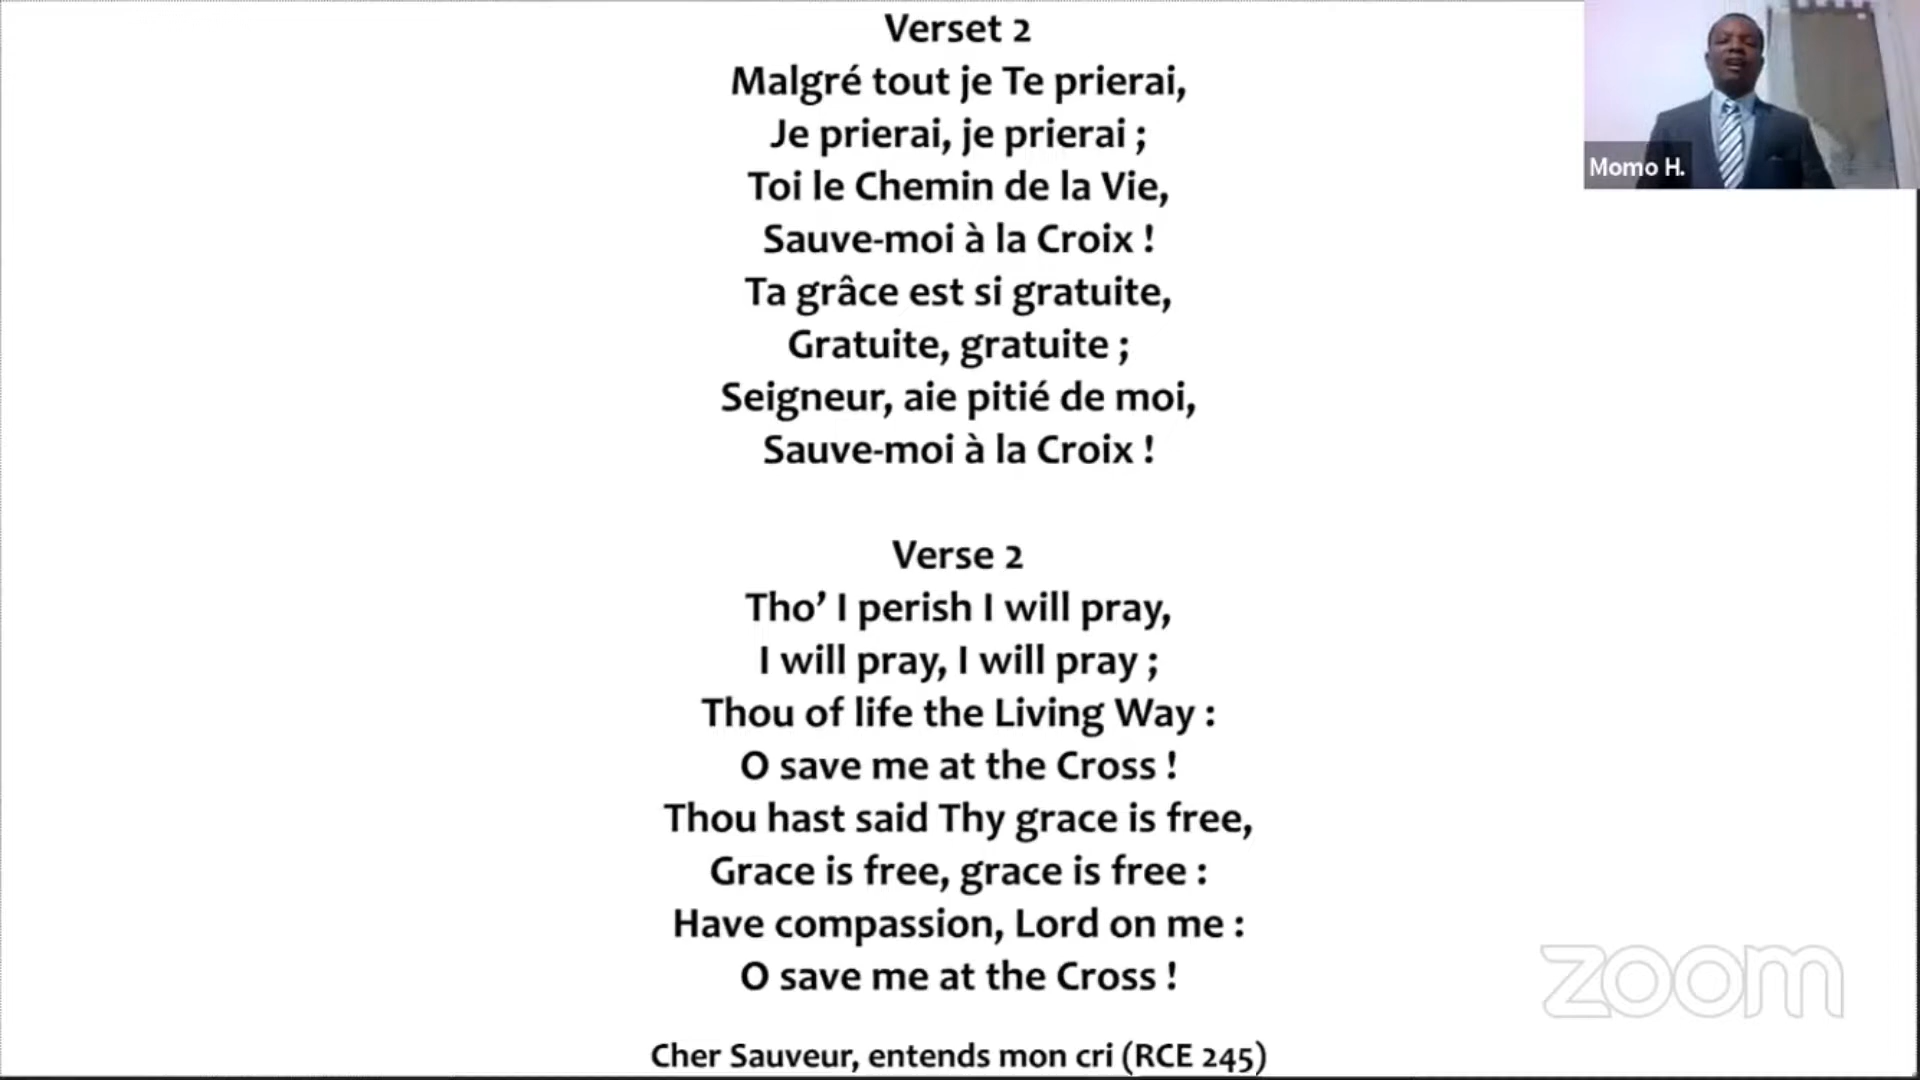 Verset 2
Malgré tout je Te prierai,
Je prierai, je prierai ;
Toi le Chemin de la Vie,
Sauve-moi à la Croix !
Ta grâce est si gratuite,
Gratuite, gratuite ;
Seigneur, aie pitié de moi,
Sauve-moi à la Croix !
Verse 2
Tho’ I perish I will pray,
I will pray, I will pray ;
Thou of life the Living Way :
O save me at the Cross !
Thou hast said Thy grace is free,
Grace is free, grace is free :
Have compassion, Lord on me :
O save me at the Cross !
Cher Sauveur, entends mon cri (RCE 245)
Momo H.
zoom